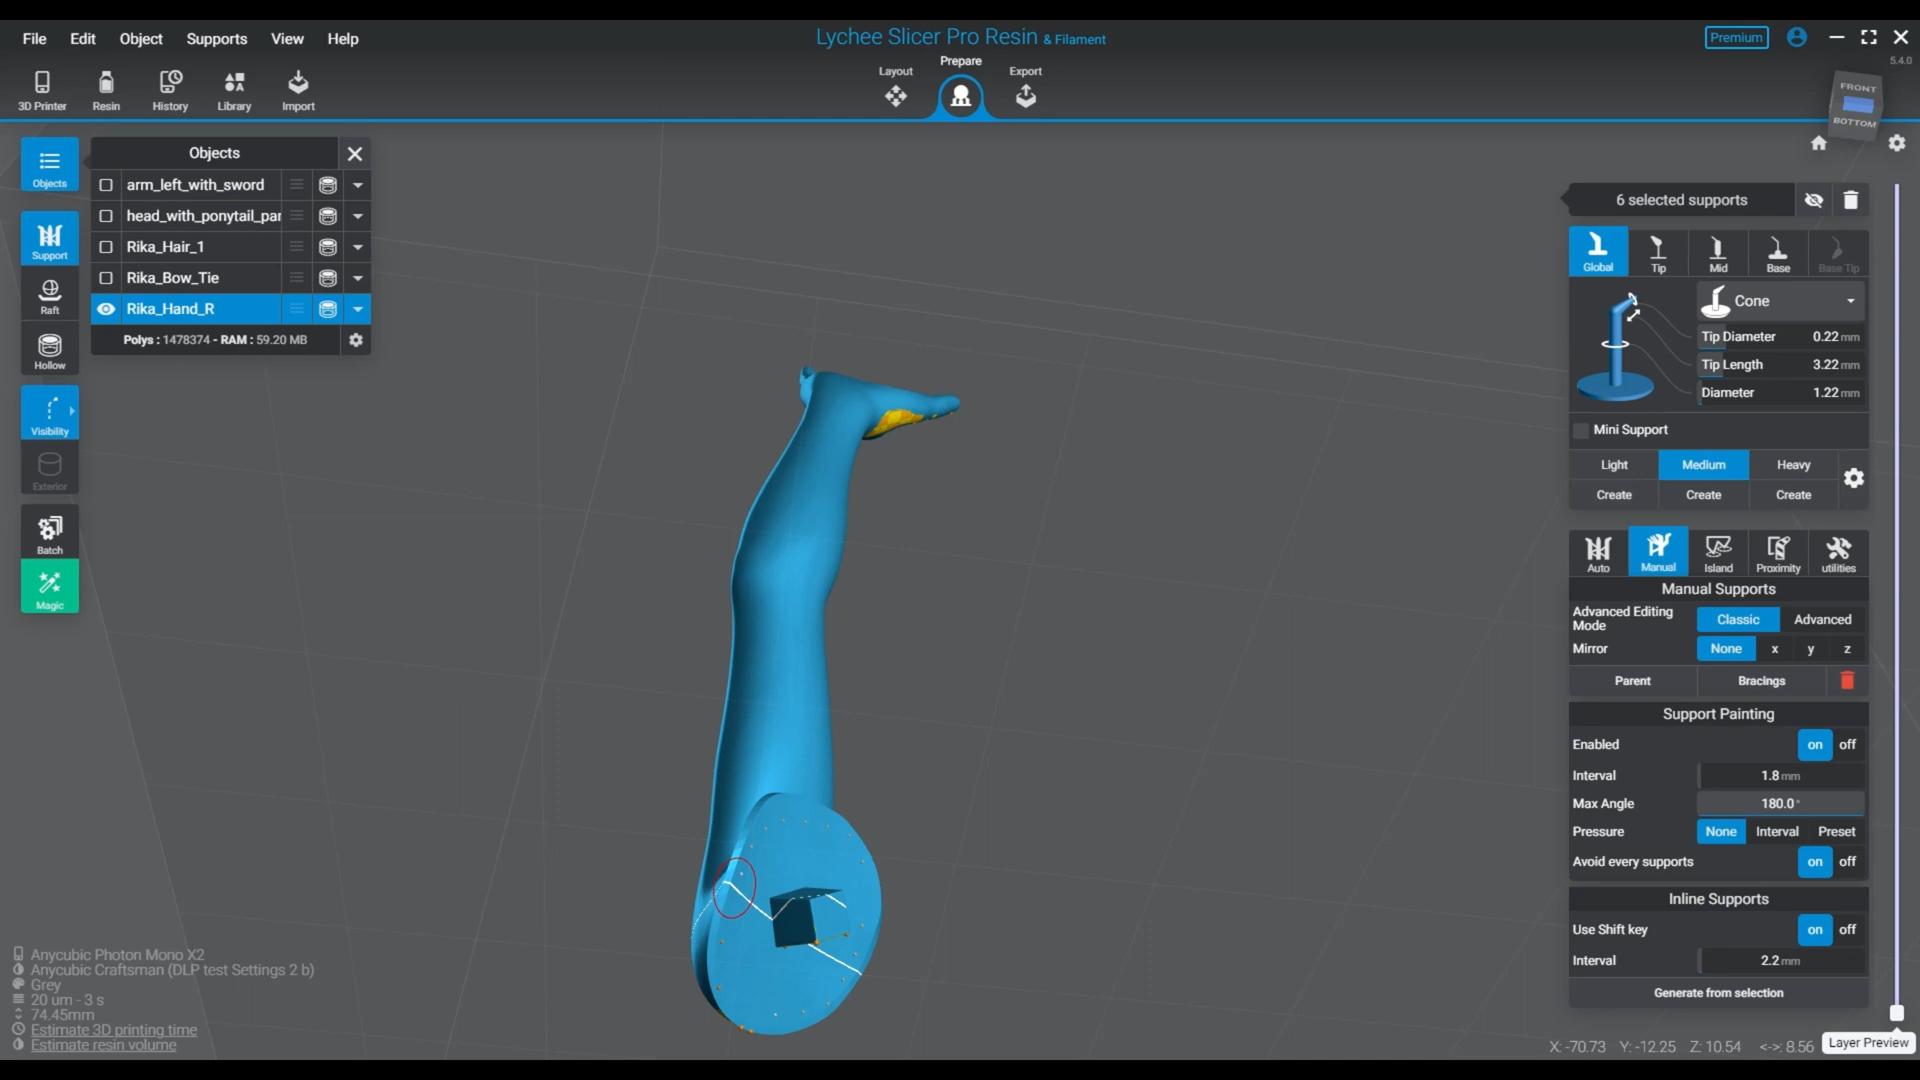 Lychee Slicer Pro Resin & Filament
File Edit Object Supports View Help
Premium
5.4.0
3D Printer Resin History Library Import
Layout Prepare Export
FRONT
BOTTOM
Objects
Support
Raft
Hollow
Visibility
Exterior
Batch
Magic
Objects
arm_left_with_sword
head_with_ponytail_par
Rika_Hair_1
Rika_Bow_Tie
Rika_Hand_R
Polys : 1478374 - RAM : 59.20 MB
6 selected supports
Global Tip Mid Base Base Tip
Cone
Tip Diameter 0.22 mm
Tip Length 3.22 mm
Diameter 1.22 mm
Mini Support
Light Medium Heavy
Create Create Create
Auto Manual Island Proximity utilities
Manual Supports
Advanced Editing
Mode Classic Advanced
Mirror None x y z
Parent Bracings
Support Painting
Enabled on off
Interval 1.8 mm
Max Angle 180.0 °
Pressure None Interval Preset
Avoid every supports on off
Inline Supports
Use Shift key on off
Interval 2.2 mm
Generate from selection
Anycubic Photon Mono X2
Anycubic Craftsman (DLP test Settings 2 b)
Grey
20 um - 3 s
74.45mm
Estimate 3D printing time
Estimate resin volume
X: -70.73 Y: -12.25 Z: 10.54 <->: 8.56
Layer Preview